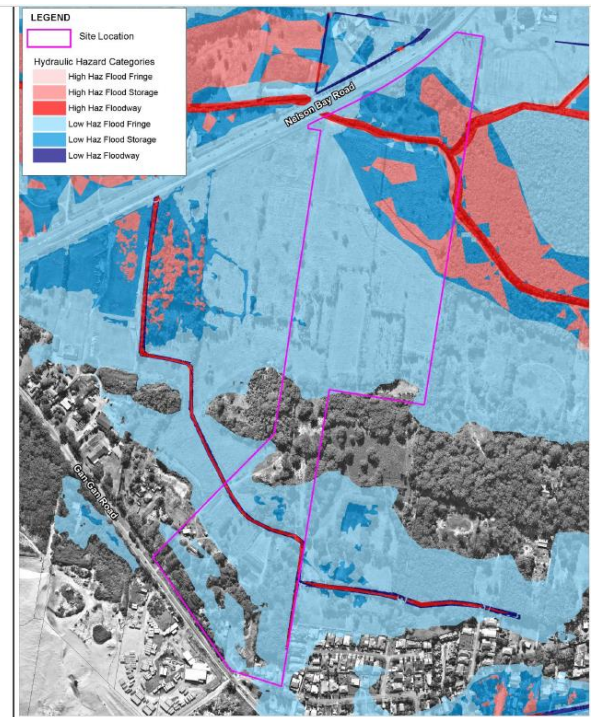 LEGEND
Site Location
Hydraulic Hazard Categories
High Haz Flood Fringe
High Haz Flood Storage
High Haz Floodway
Low Haz Flood Fringe
Low Haz Flood Storage
Low Haz Floodway
Nelson Bay Road
Gan Gan Road